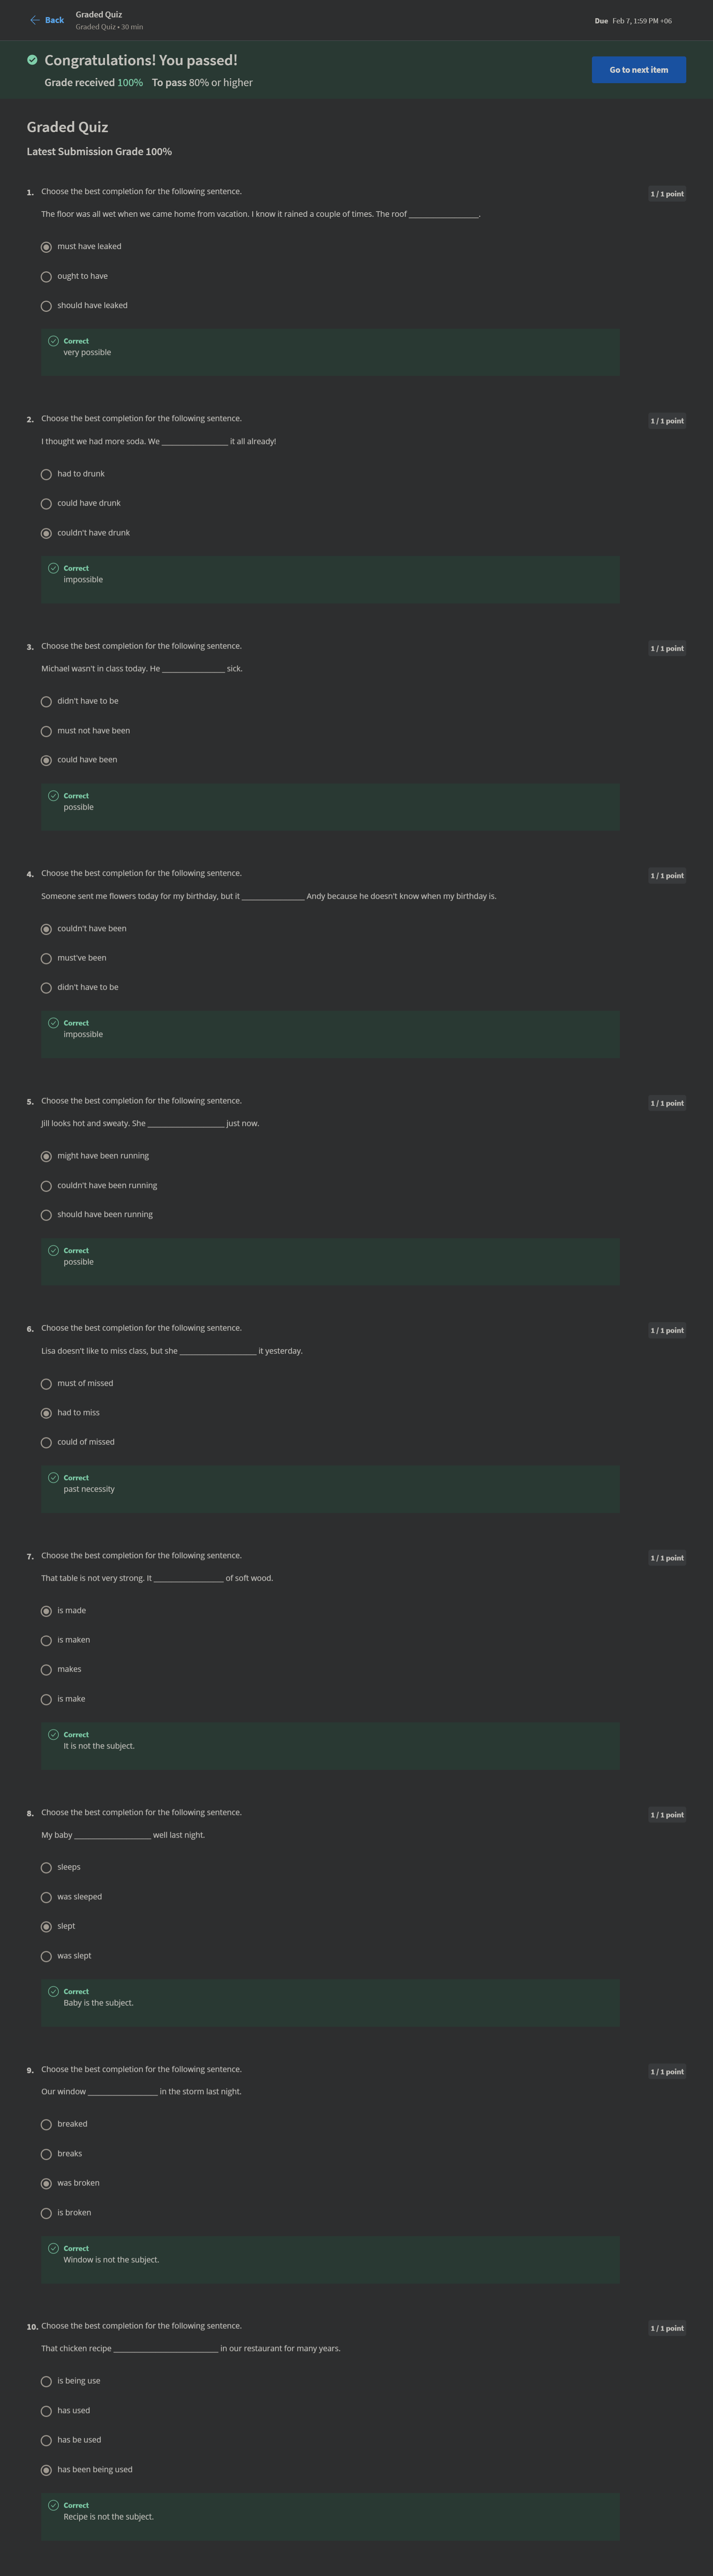 Back
Graded Quiz
Graded Quiz • 30 min
Due Feb 7, 1:59 PM +06
Congratulations! You passed!
Grade received 100% To pass 80% or higher
Go to next item
Graded Quiz
Latest Submission Grade 100%
1. Choose the best completion for the following sentence.
1 / 1 point
The floor was all wet when we came home from vacation. I know it rained a couple of times. The roof __________________.
must have leaked
ought to have
should have leaked
Correct
very possible
2. Choose the best completion for the following sentence.
1 / 1 point
I thought we had more soda. We _________________ it all already!
had to drunk
could have drunk
couldn't have drunk
Correct
impossible
3. Choose the best completion for the following sentence.
1 / 1 point
Michael wasn't in class today. He ________________ sick.
didn't have to be
must not have been
could have been
Correct
possible
4. Choose the best completion for the following sentence.
1 / 1 point
Someone sent me flowers today for my birthday, but it ________________ Andy because he doesn't know when my birthday is.
couldn't have been
must've been
didn't have to be
Correct
impossible
5. Choose the best completion for the following sentence.
1 / 1 point
Jill looks hot and sweaty. She ____________________ just now.
might have been running
couldn't have been running
should have been running
Correct
possible
6. Choose the best completion for the following sentence.
1 / 1 point
Lisa doesn't like to miss class, but she ____________________ it yesterday.
must of missed
had to miss
could of missed
Correct
past necessity
7. Choose the best completion for the following sentence.
1 / 1 point
That table is not very strong. It __________________ of soft wood.
is made
is maken
makes
is make
Correct
It is not the subject.
8. Choose the best completion for the following sentence.
1 / 1 point
My baby ____________________ well last night.
sleeps
was sleeped
slept
was slept
Correct
Baby is the subject.
9. Choose the best completion for the following sentence.
1 / 1 point
Our window __________________ in the storm last night.
breaked
breaks
was broken
is broken
Correct
Window is not the subject.
10. Choose the best completion for the following sentence.
1 / 1 point
That chicken recipe ___________________________ in our restaurant for many years.
is being use
has used
has be used
has been being used
Correct
Recipe is not the subject.